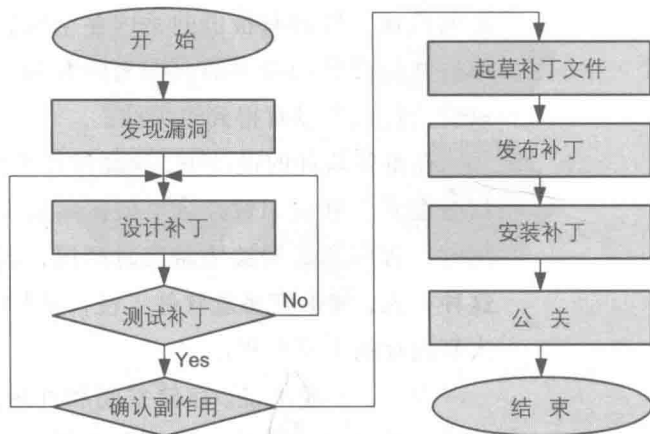 开 始
发现漏洞
设计补丁
测试补丁
No
Yes
确认副作用
起草补丁文件
发布补丁
安装补丁
公 关
结 束